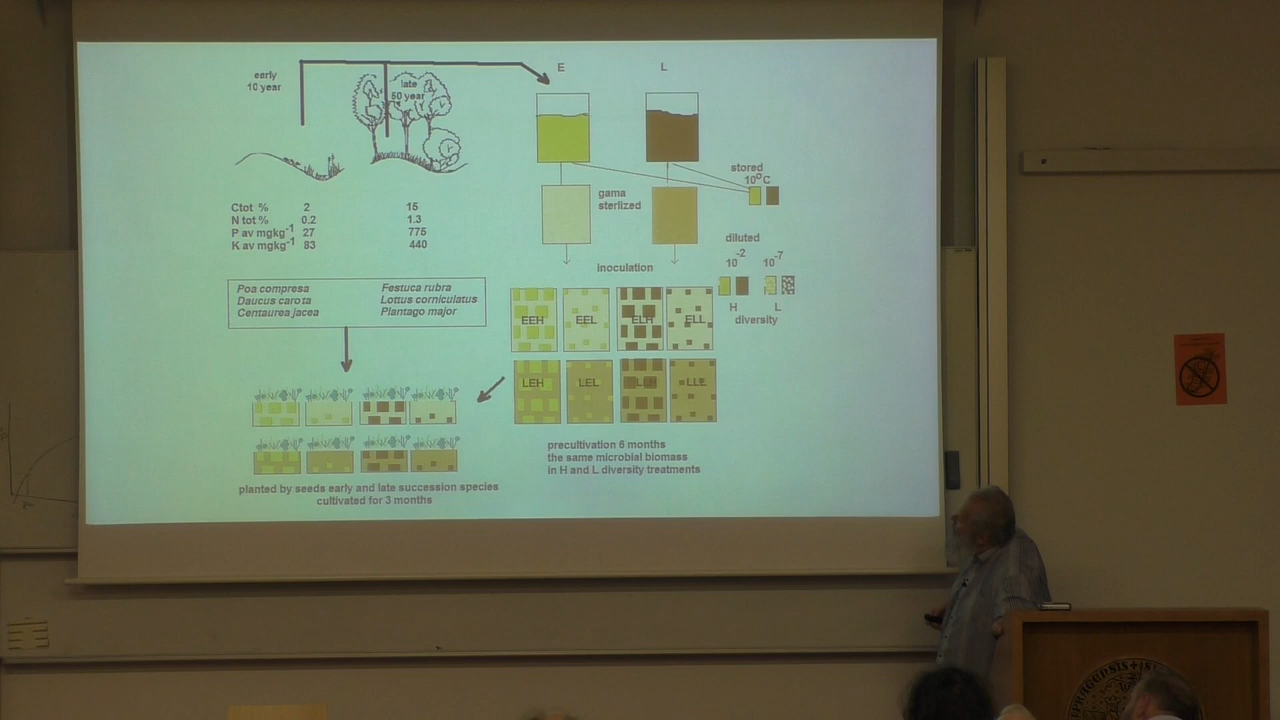 early
10 year
late
50 year
E L
stored
10°C
gama
sterlized
Ctot % 2 15
N tot % 0,2 1.3
P av mgkg-1 27 775
K av mgkg-1 83 440
diluted
10-2 10-7
inoculation
H L
diversity
Poa compresa Festuca rubra
Daucus carota Lottus corniculatus
Centaurea jacea Plantago major
EEH EEL ELH ELL
LEH LEL LLH LLL
precultivation 6 months
the same microbial biomass
in H and L diversity treatments
planted by seeds early and late succession species
cultivated for 3 months